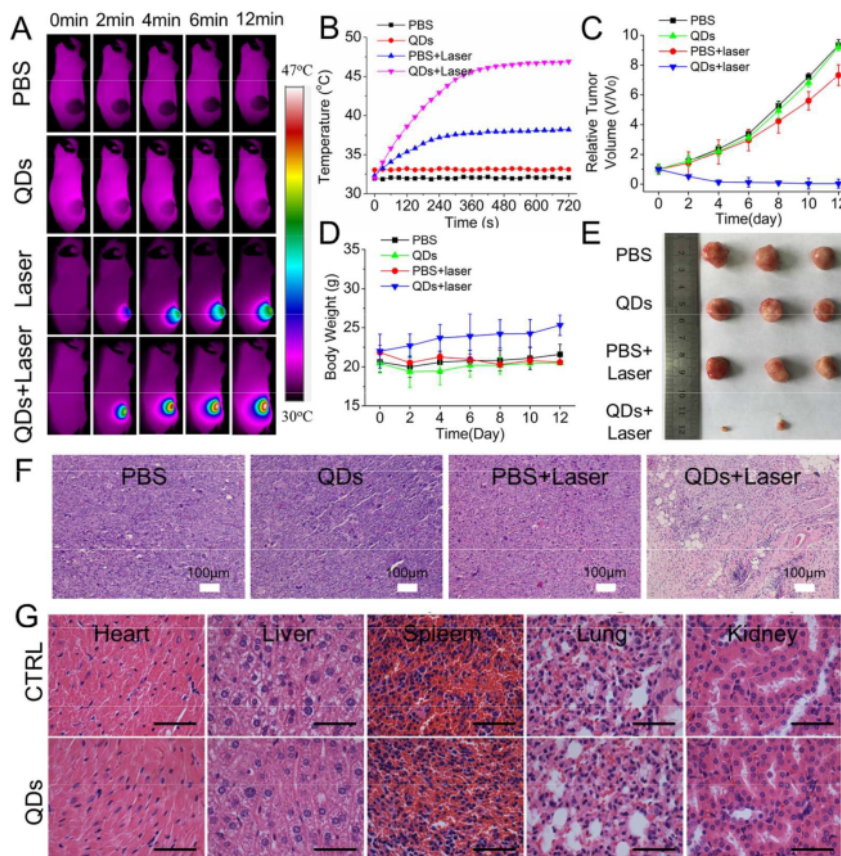 A
0min 2min 4min 6min 12min
PBS
QDs
Laser
QDs+Laser
47°C
30°C
B
PBS
QDs
PBS+Laser
QDs+Laser
Temperature (°C)
50
45
40
35
30
0 120 240 360 480 600 720
Time (s)
C
PBS
QDs
PBS+laser
QDs+laser
Relative Tumor
Volume (V/V₀)
10
8
6
4
2
0
0 2 4 6 8 10 12
Time(day)
D
PBS
QDs
PBS+laser
QDs+laser
Body Weight (g)
30
25
20
15
0 2 4 6 8 10 12
Time(Day)
E
PBS
QDs
PBS+
Laser
QDs+
Laser
F
PBS QDs PBS+Laser QDs+Laser
100μm 100μm 100μm 100μm
G
Heart Liver Spleem Lung Kidney
CTRL
QDs